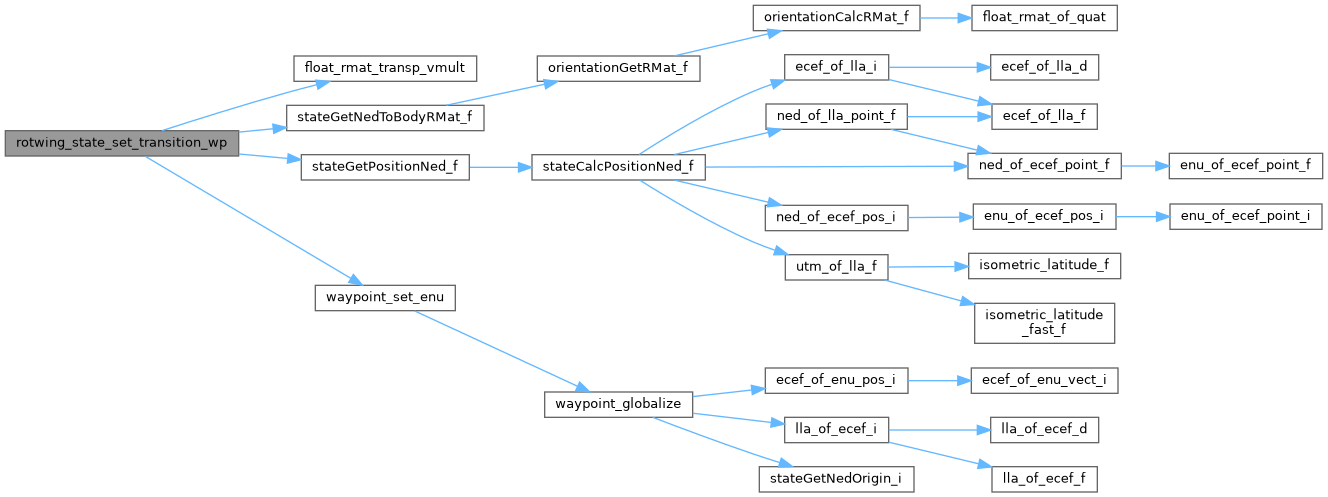 orientationCalcRMat_f
float_rmat_of_quat
float_rmat_transp_vmult
orientationGetRMat_f
ecef_of_lla_i
ecef_of_lla_d
stateGetNedToBodyRMat_f
ned_of_lla_point_f
ecef_of_lla_f
rotwing_state_set_transition_wp
stateGetPositionNed_f
stateCalcPositionNed_f
ned_of_ecef_point_f
enu_of_ecef_point_f
ned_of_ecef_pos_i
enu_of_ecef_pos_i
enu_of_ecef_point_i
utm_of_lla_f
isometric_latitude_f
waypoint_set_enu
isometric_latitude
_fast_f
ecef_of_enu_pos_i
ecef_of_enu_vect_i
waypoint_globalize
lla_of_ecef_i
lla_of_ecef_d
stateGetNedOrigin_i
lla_of_ecef_f